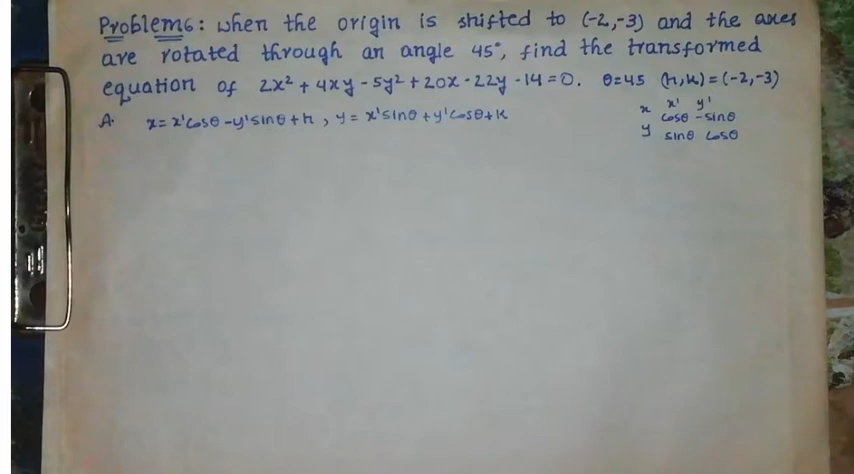 Problem6: when the origin is shifted to (-2,-3) and the axes
are rotated through an angle 45°, find the transformed
equation of 2x² + 4xy - 5y² + 20x - 22y - 14 = 0. θ=45 (h,k) = (-2,-3)
A. x = x'cosθ - y'sinθ + h , y = x'sinθ + y'cosθ + k
x' y'
x cosθ -sinθ
y sinθ cosθ